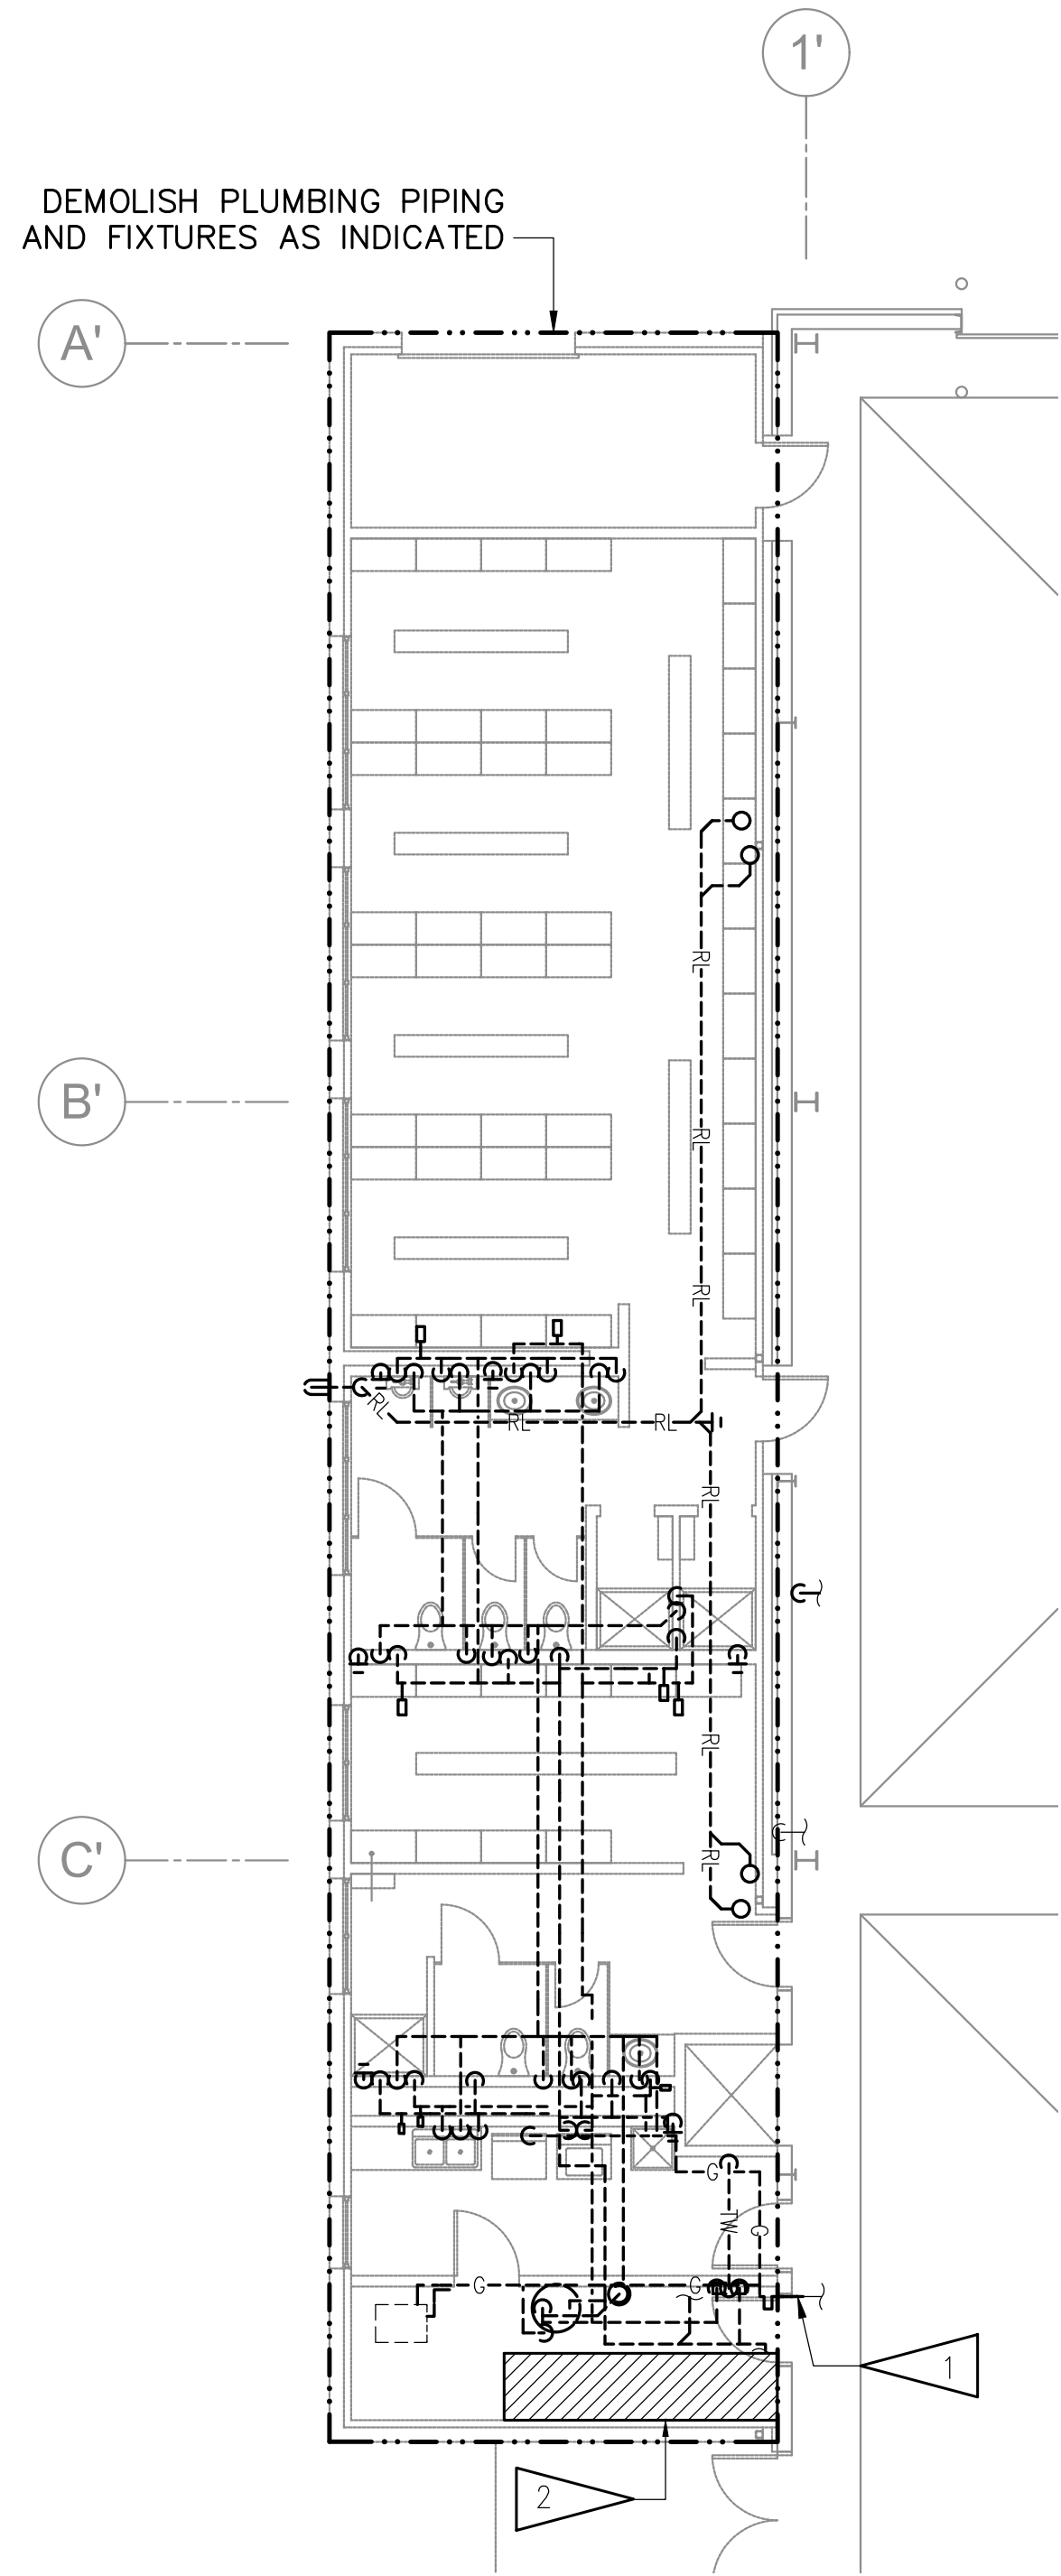 1'
DEMOLISH PLUMBING PIPING
AND FIXTURES AS INDICATED
A'
RL
B'
RL
RL
RL
RL
RL
RL
RL
C'
RL
G
TW
G
G
G
1
2